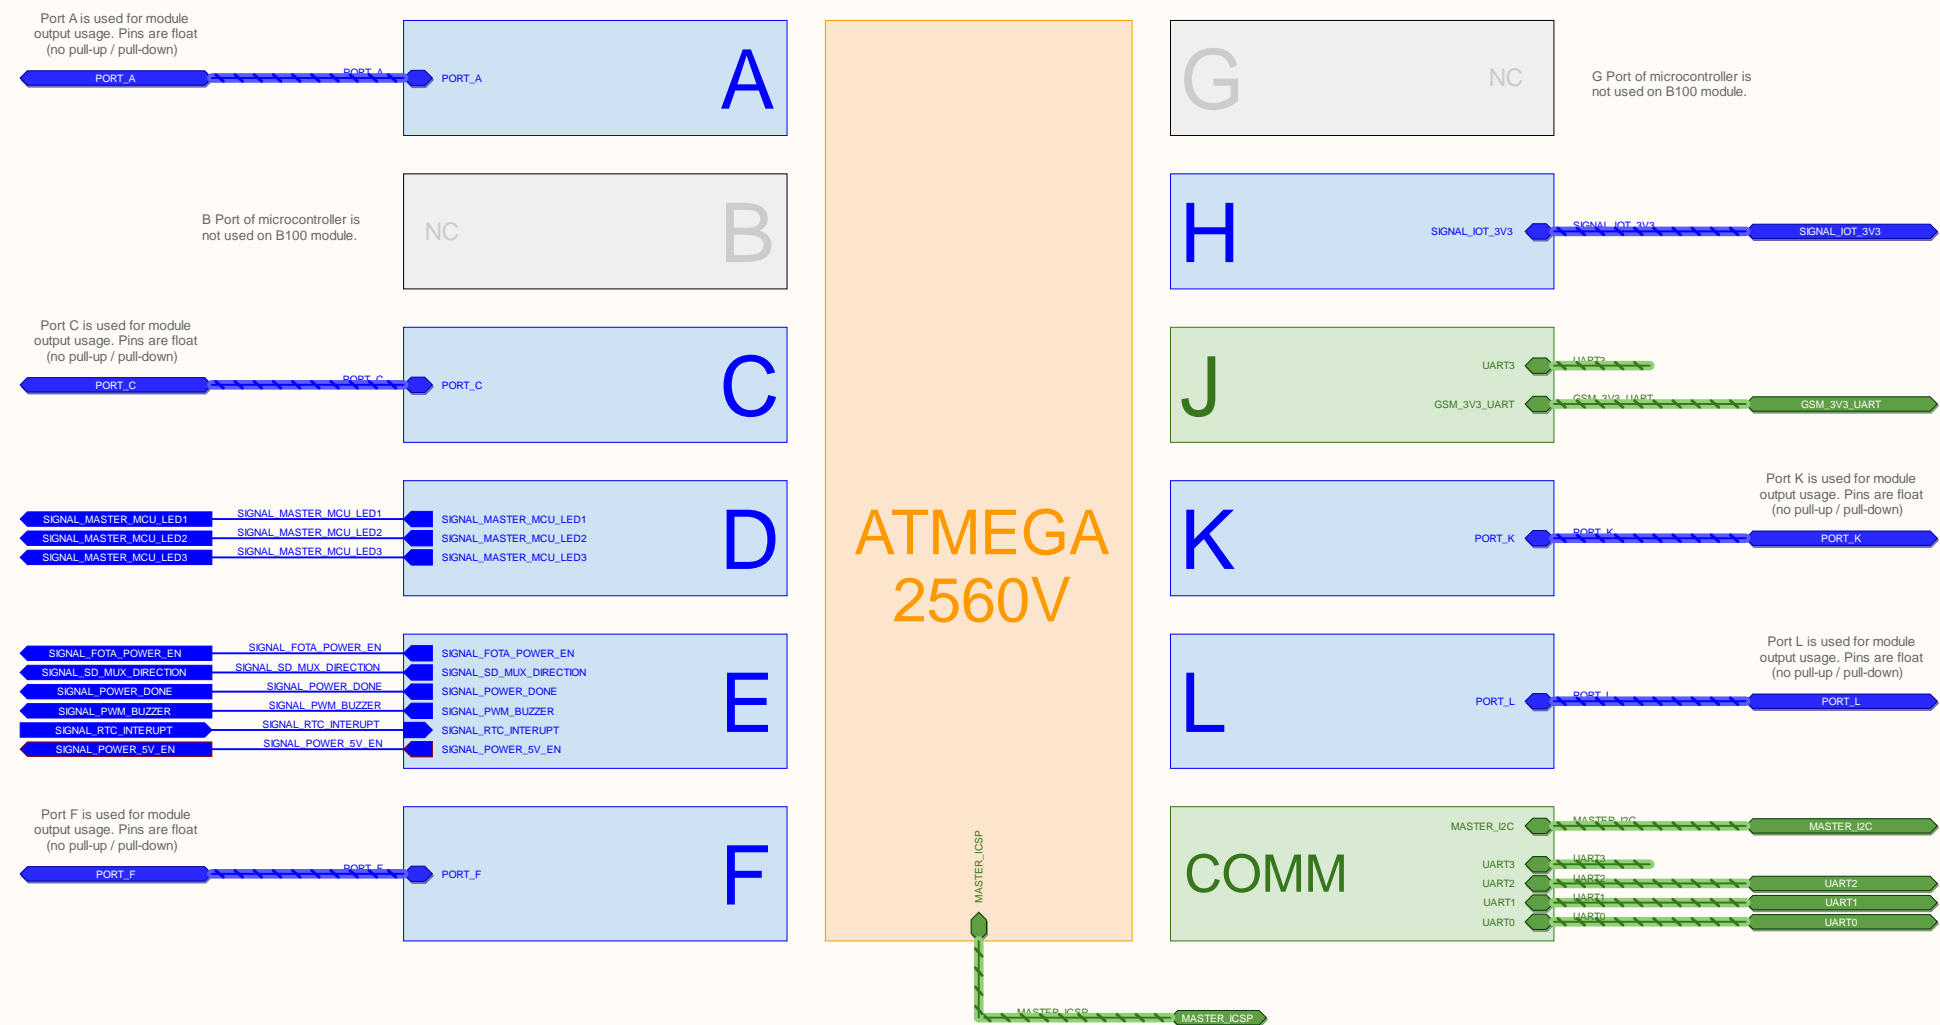 Port A is used for module
output usage. Pins are float
(no pull-up / pull-down)
PORT_A
PORT_A
PORT_A
A
B Port of microcontroller is
not used on B100 module.
NC
B
Port C is used for module
output usage. Pins are float
(no pull-up / pull-down)
PORT_C
PORT_C
PORT_C
C
SIGNAL_MASTER_MCU_LED1
SIGNAL_MASTER_MCU_LED1
SIGNAL_MASTER_MCU_LED1
SIGNAL_MASTER_MCU_LED2
SIGNAL_MASTER_MCU_LED2
SIGNAL_MASTER_MCU_LED2
SIGNAL_MASTER_MCU_LED3
SIGNAL_MASTER_MCU_LED3
SIGNAL_MASTER_MCU_LED3
D
SIGNAL_FOTA_POWER_EN
SIGNAL_FOTA_POWER_EN
SIGNAL_FOTA_POWER_EN
SIGNAL_SD_MUX_DIRECTION
SIGNAL_SD_MUX_DIRECTION
SIGNAL_SD_MUX_DIRECTION
SIGNAL_POWER_DONE
SIGNAL_POWER_DONE
SIGNAL_POWER_DONE
SIGNAL_PWM_BUZZER
SIGNAL_PWM_BUZZER
SIGNAL_PWM_BUZZER
SIGNAL_RTC_INTERUPT
SIGNAL_RTC_INTERUPT
SIGNAL_RTC_INTERUPT
SIGNAL_POWER_5V_EN
SIGNAL_POWER_5V_EN
SIGNAL_POWER_5V_EN
E
Port F is used for module
output usage. Pins are float
(no pull-up / pull-down)
PORT_F
PORT_F
PORT_F
F
ATMEGA
2560V
MASTER_ICSP
MASTER_ICSP
MASTER_ICSP
G
NC
G Port of microcontroller is
not used on B100 module.
H
SIGNAL_IOT_3V3
SIGNAL_IOT_3V3
SIGNAL_IOT_3V3
J
UART3
UART3
GSM_3V3_UART
GSM_3V3_UART
GSM_3V3_UART
Port K is used for module
output usage. Pins are float
(no pull-up / pull-down)
K
PORT_K
PORT_K
PORT_K
Port L is used for module
output usage. Pins are float
(no pull-up / pull-down)
L
PORT_L
PORT_L
PORT_L
COMM
MASTER_I2C
MASTER_I2C
MASTER_I2C
UART3
UART3
UART2
UART2
UART2
UART1
UART1
UART1
UART0
UART0
UART0